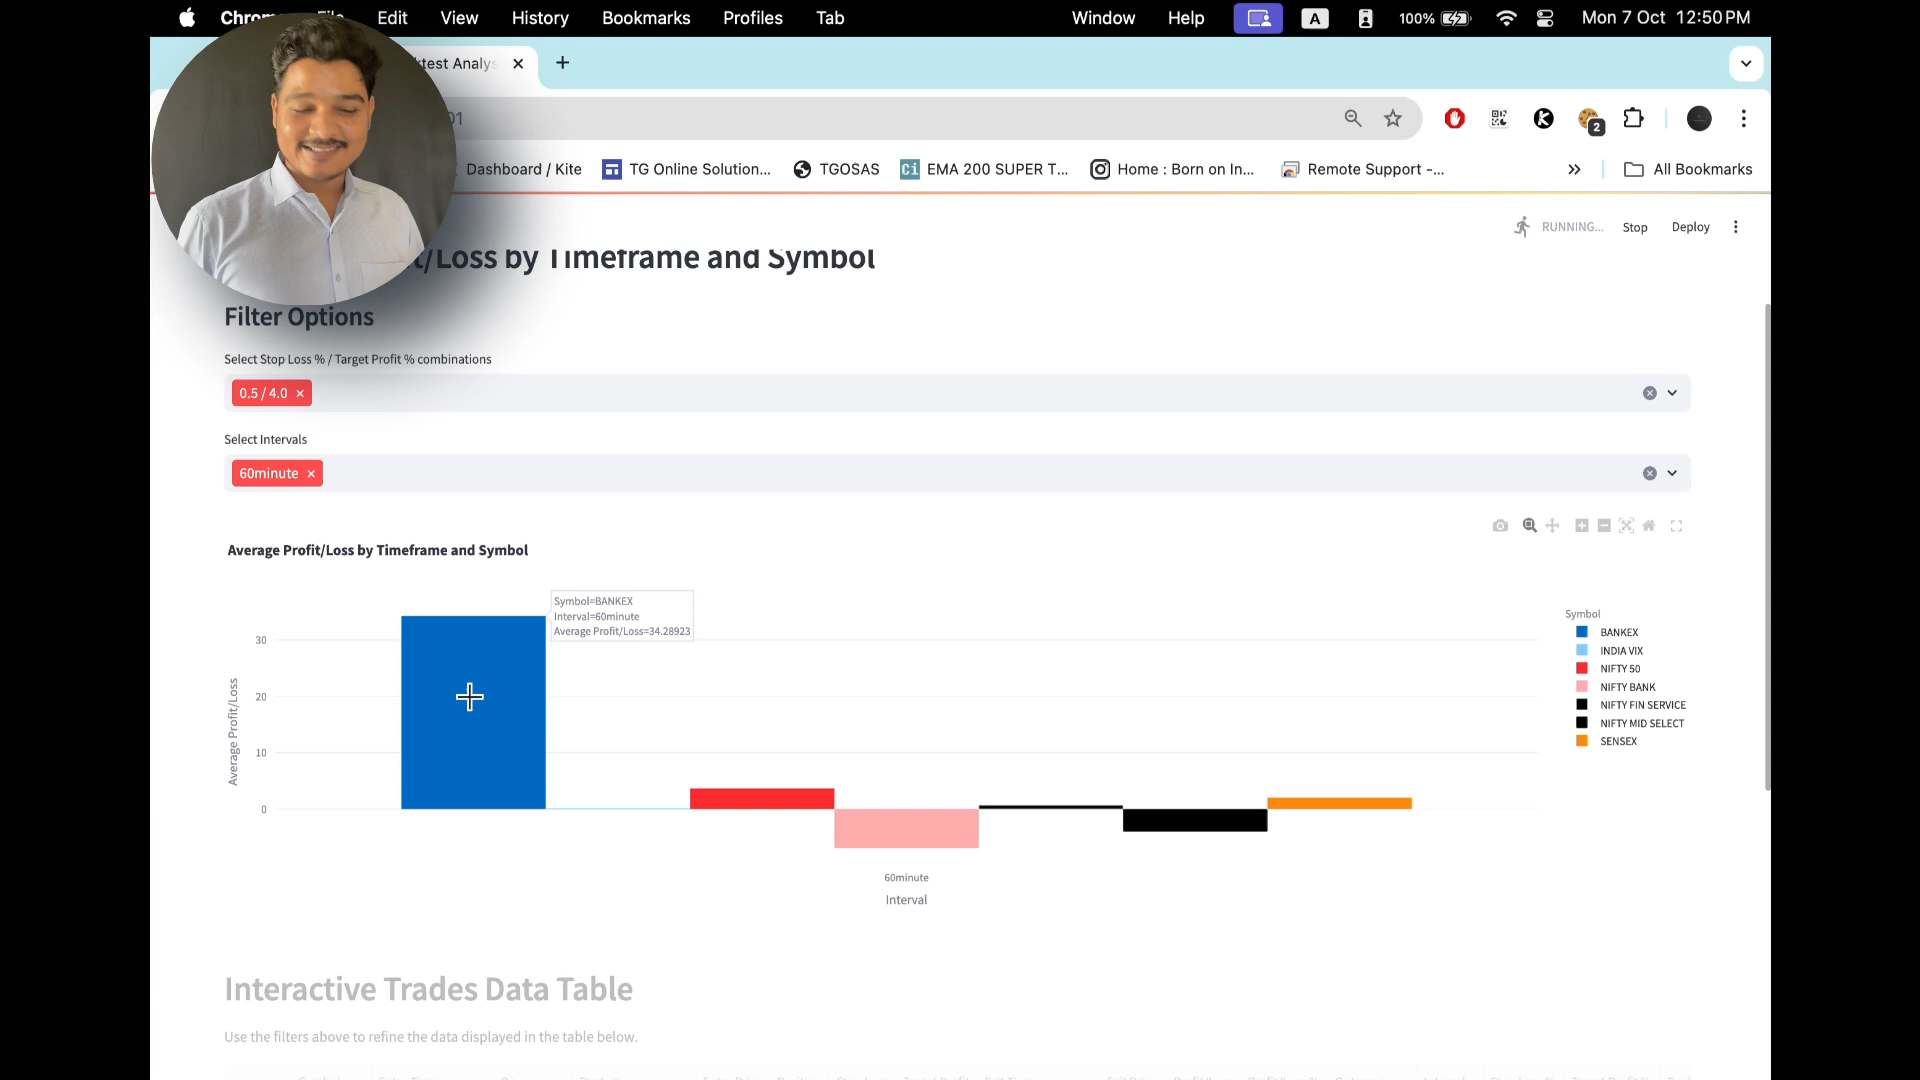 Edit View History Bookmarks Profiles Tab Window Help A 100% Mon 7 Oct 12:50 PM
ktest Analys
01
2
Dashboard / Kite TG Online Solution... TGOSAS Ci EMA 200 SUPER T... Home : Born on In... Remote Support -... All Bookmarks
RUNNING... Stop Deploy
t/Loss by Timeframe and Symbol
Filter Options
Select Stop Loss % / Target Profit % combinations
0.5 / 4.0
Select Intervals
60minute
Average Profit/Loss by Timeframe and Symbol
Symbol=BANKEX
Interval=60minute
Average Profit/Loss=34.28923
30
20
10
0
Average Profit/Loss
60minute
Interval
Symbol
BANKEX
INDIA VIX
NIFTY 50
NIFTY BANK
NIFTY FIN SERVICE
NIFTY MID SELECT
SENSEX
Interactive Trades Data Table
Use the filters above to refine the data displayed in the table below.